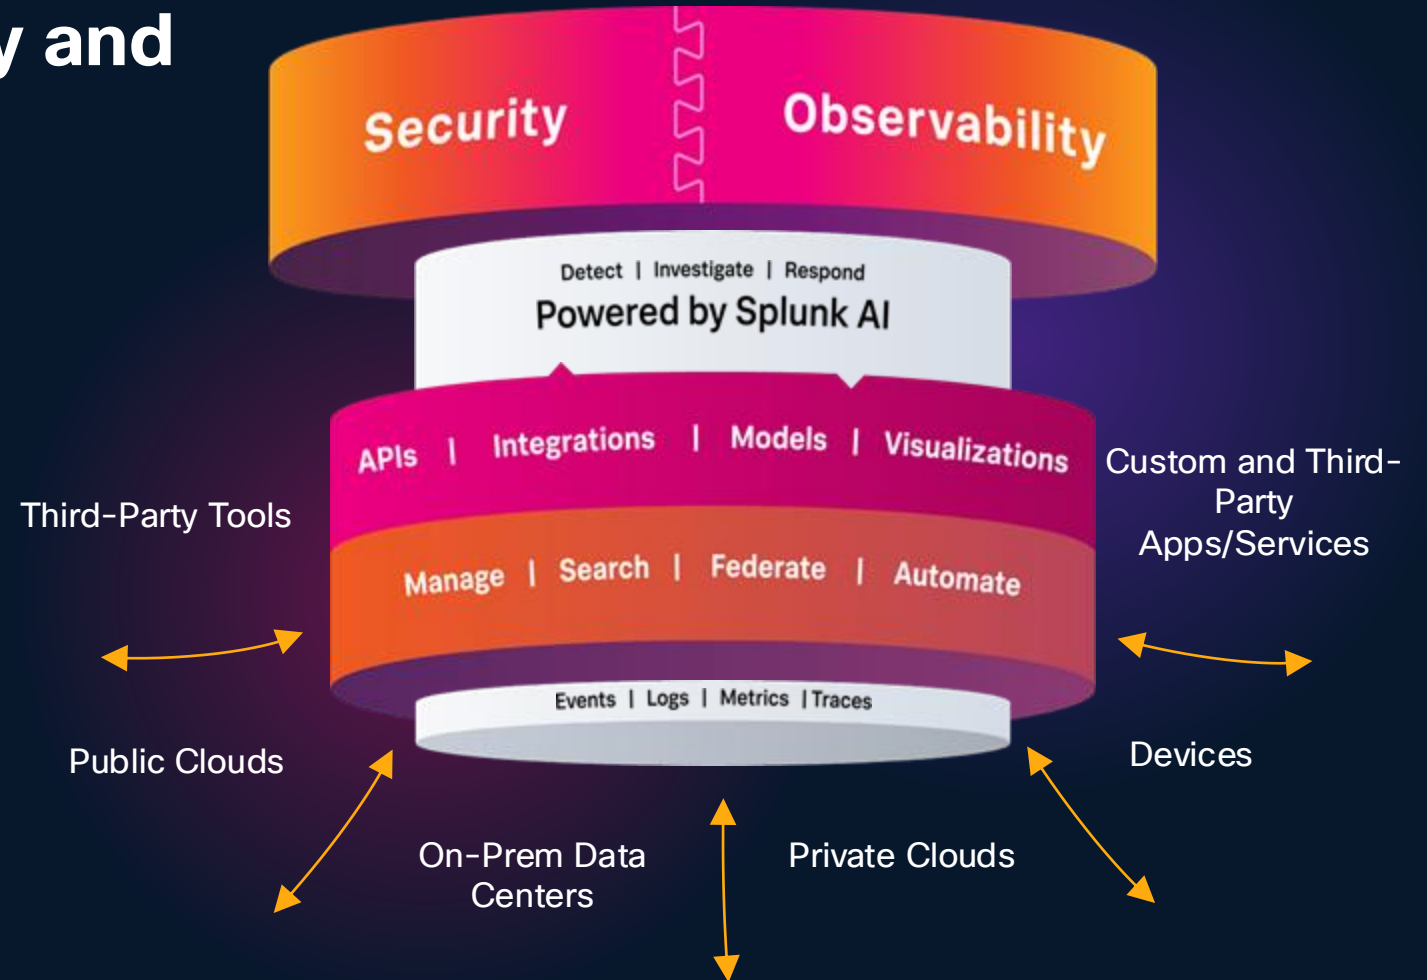 y and
Security
Observability
Detect | Investigate | Respond
Powered by Splunk AI
APIs | Integrations | Models | Visualizations
Custom and Third-
Party
Apps/Services
Third-Party Tools
Manage | Search | Federate | Automate
Events | Logs | Metrics | Traces
Public Clouds
Devices
On-Prem Data
Centers
Private Clouds